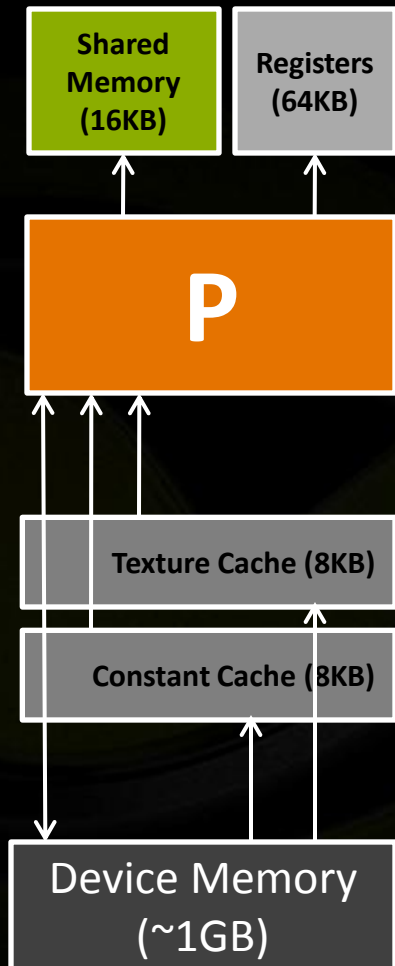 Shared
Memory
(16KB)
Registers
(64KB)
P
Texture Cache (8KB)
Constant Cache (8KB)
Device Memory
(~1GB)